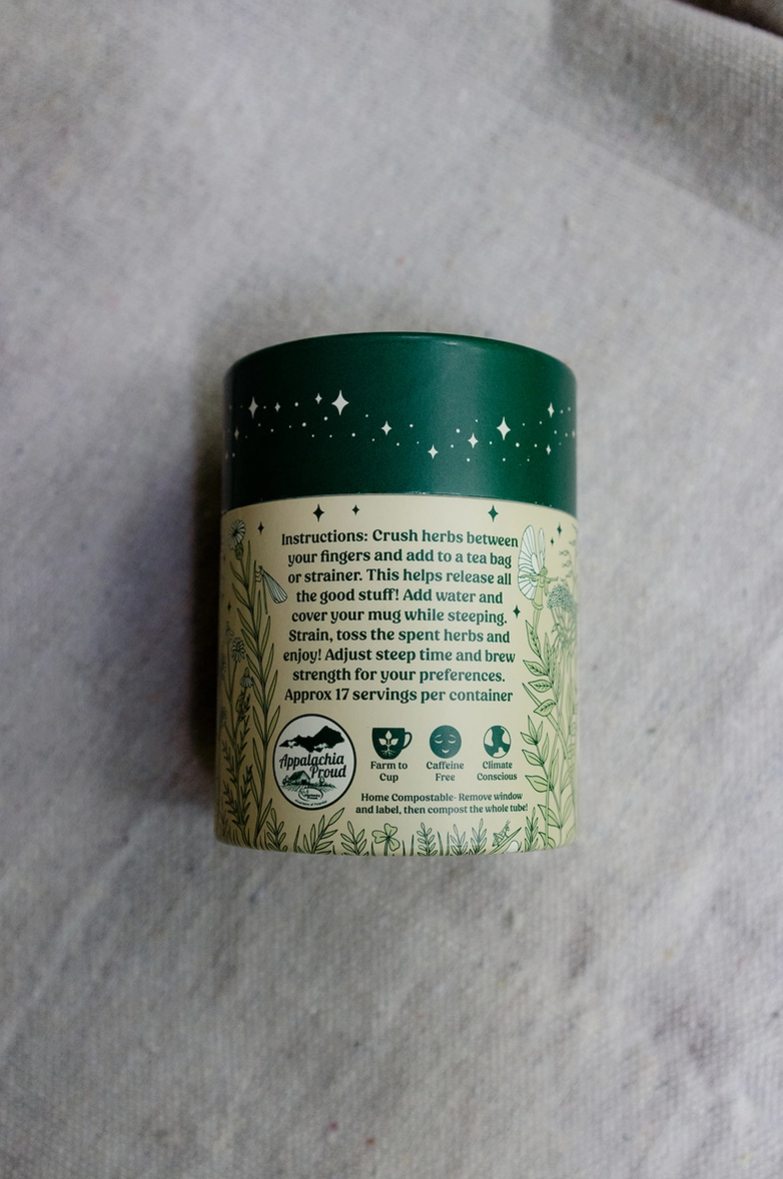 Instructions: Crush herbs between
your fingers and add to a tea bag
or strainer. This helps release all
the good stuff! Add water and
cover your mug while steeping.
Strain, toss the spent herbs and
enjoy! Adjust steep time and brew
strength for your preferences.
Approx 17 servings per container
Appalachia
Proud
Farm to
Cup
Caffeine
Free
Climate
Conscious
Home Compostable- Remove window
and label, then compost the whole tube!